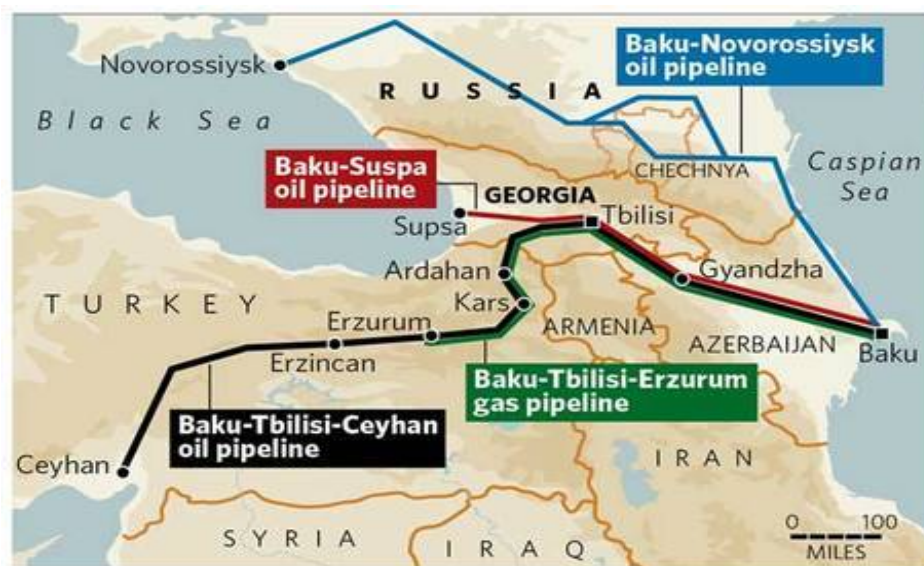 Baku-Novorossiysk
oil pipeline
Novorossiysk
RUSSIA
Black Sea
Caspian
Sea
CHECHNYA
Baku-Suspa
oil pipeline
GEORGIA
Tbilisi
Supsa
Ardahan
Gyandzha
TURKEY
Kars
Erzurum
ARMENIA
AZERBAIJAN
Baku
Erzincan
Baku-Tbilisi-Erzurum
gas pipeline
Baku-Tbilisi-Ceyhan
oil pipeline
Ceyhan
IRAN
SYRIA
IRAQ
0 100
MILES